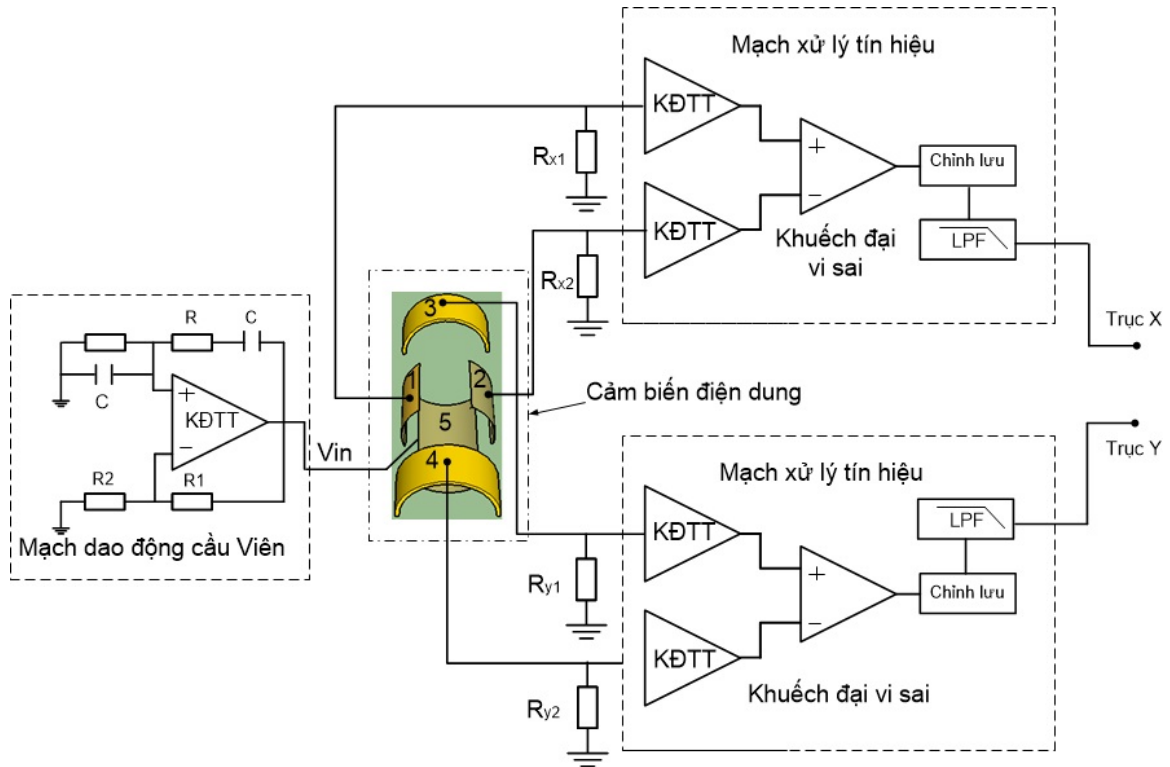 Mạch xử lý tín hiệu
KĐTT
Rx1
+
−
Chỉnh lưu
KĐTT
Khuếch đại
vi sai
LPF
Rx2
Trục X
3
1
2
5
4
Cảm biến điện dung
R
C
C
+
KĐTT
−
Vin
R2
R1
Mạch dao động cầu Viên
Trục Y
Mạch xử lý tín hiệu
LPF
KĐTT
+
−
Chỉnh lưu
Ry1
KĐTT
Khuếch đại vi sai
Ry2